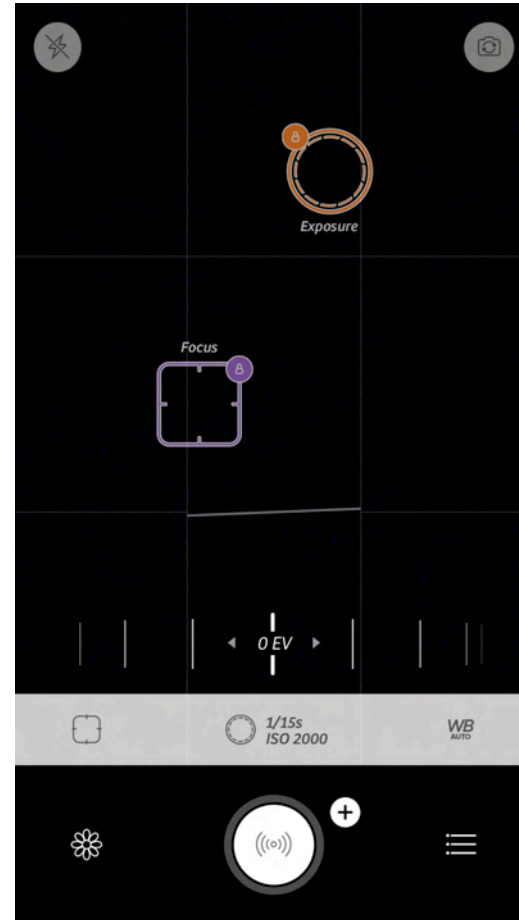 Exposure
Focus
0 EV
1/15s
ISO 2000
WB
AUTO